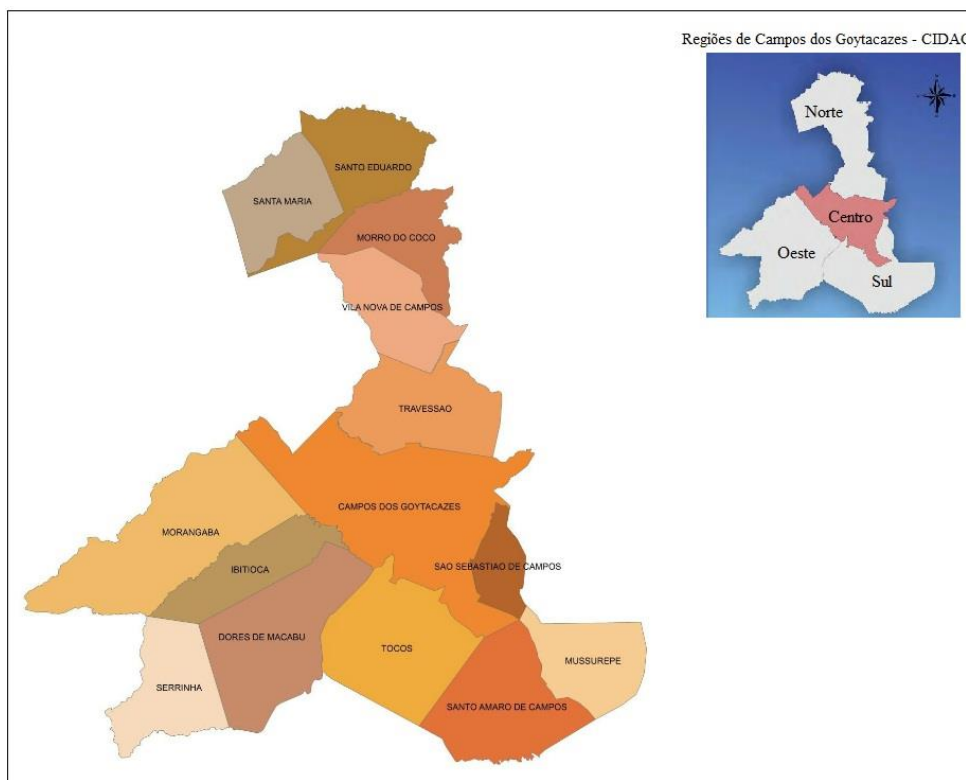 Regiões de Campos dos Goytacazes - CIDAC
Norte
Centro
Oeste
Sul
SANTO EDUARDO
SANTA MARIA
MORRO DO COCO
VILA NOVA DE CAMPOS
TRAVESSAO
CAMPOS DOS GOYTACAZES
MORANGABA
IBITIOCA
SAO SEBASTIAO DE CAMPOS
DORES DE MACABU
TOCOS
MUSSUREPE
SERRINHA
SANTO AMARO DE CAMPOS